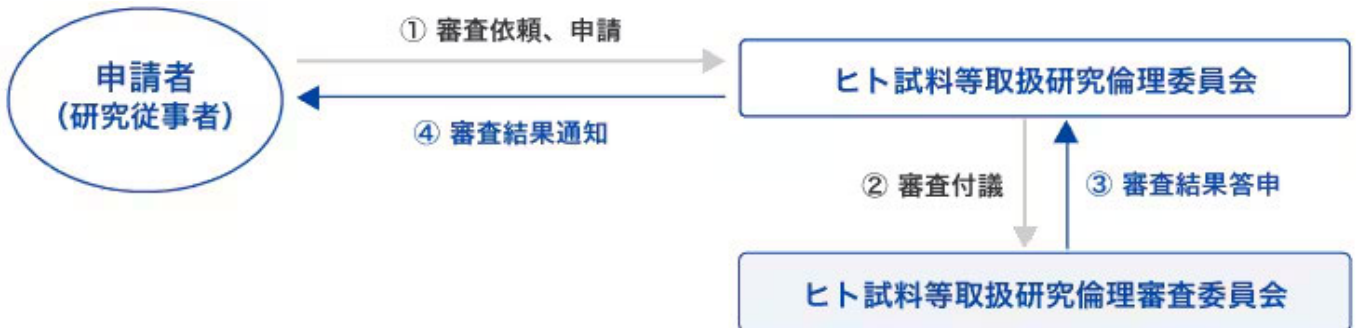 ① 審査依頼、申請
申請者
（研究従事者）
ヒト試料等取扱研究倫理委員会
④ 審査結果通知
② 審査付議
③ 審査結果答申
ヒト試料等取扱研究倫理審査委員会